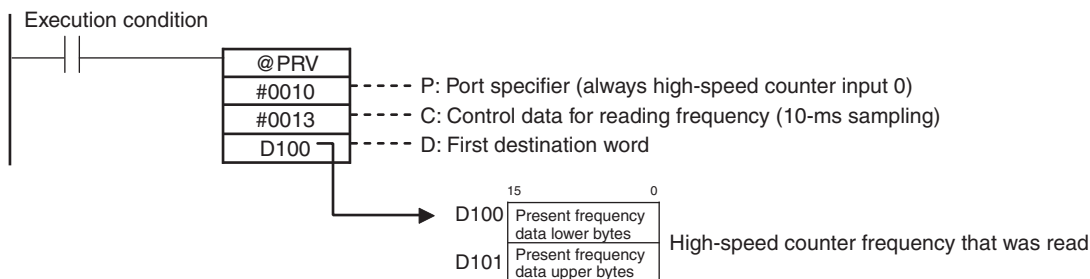 Execution condition
@PRV
#0010
P: Port specifier (always high-speed counter input 0)
#0013
C: Control data for reading frequency (10-ms sampling)
D100
D: First destination word
15 0
D100
Present frequency
data lower bytes
D101
Present frequency
data upper bytes
High-speed counter frequency that was read